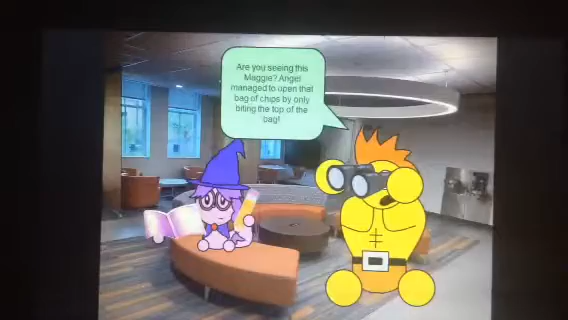 Are you seeing this
Maggie? Angel
managed to open that
bag of chips by only
biting the top of the
bag!